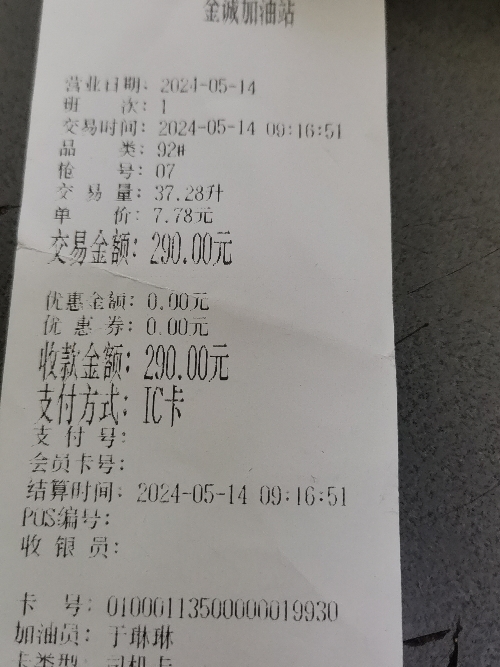 金诚加油站
营业日期: 2024-05-14
班 次: 1
交易时间: 2024-05-14 09:16:51
品 类: 92#
枪 号: 07
交 易 量: 37.28升
单 价: 7.78元
交易金额: 290.00元
优惠金额: 0.00元
优 惠 券: 0.00元
收款金额: 290.00元
支付方式: IC卡
支 付 号:
会员卡号:
结算时间: 2024-05-14 09:16:51
POS编号:
收 银 员:
卡 号: 01000113500000019930
加油员: 于琳琳
卡类型: 司机卡